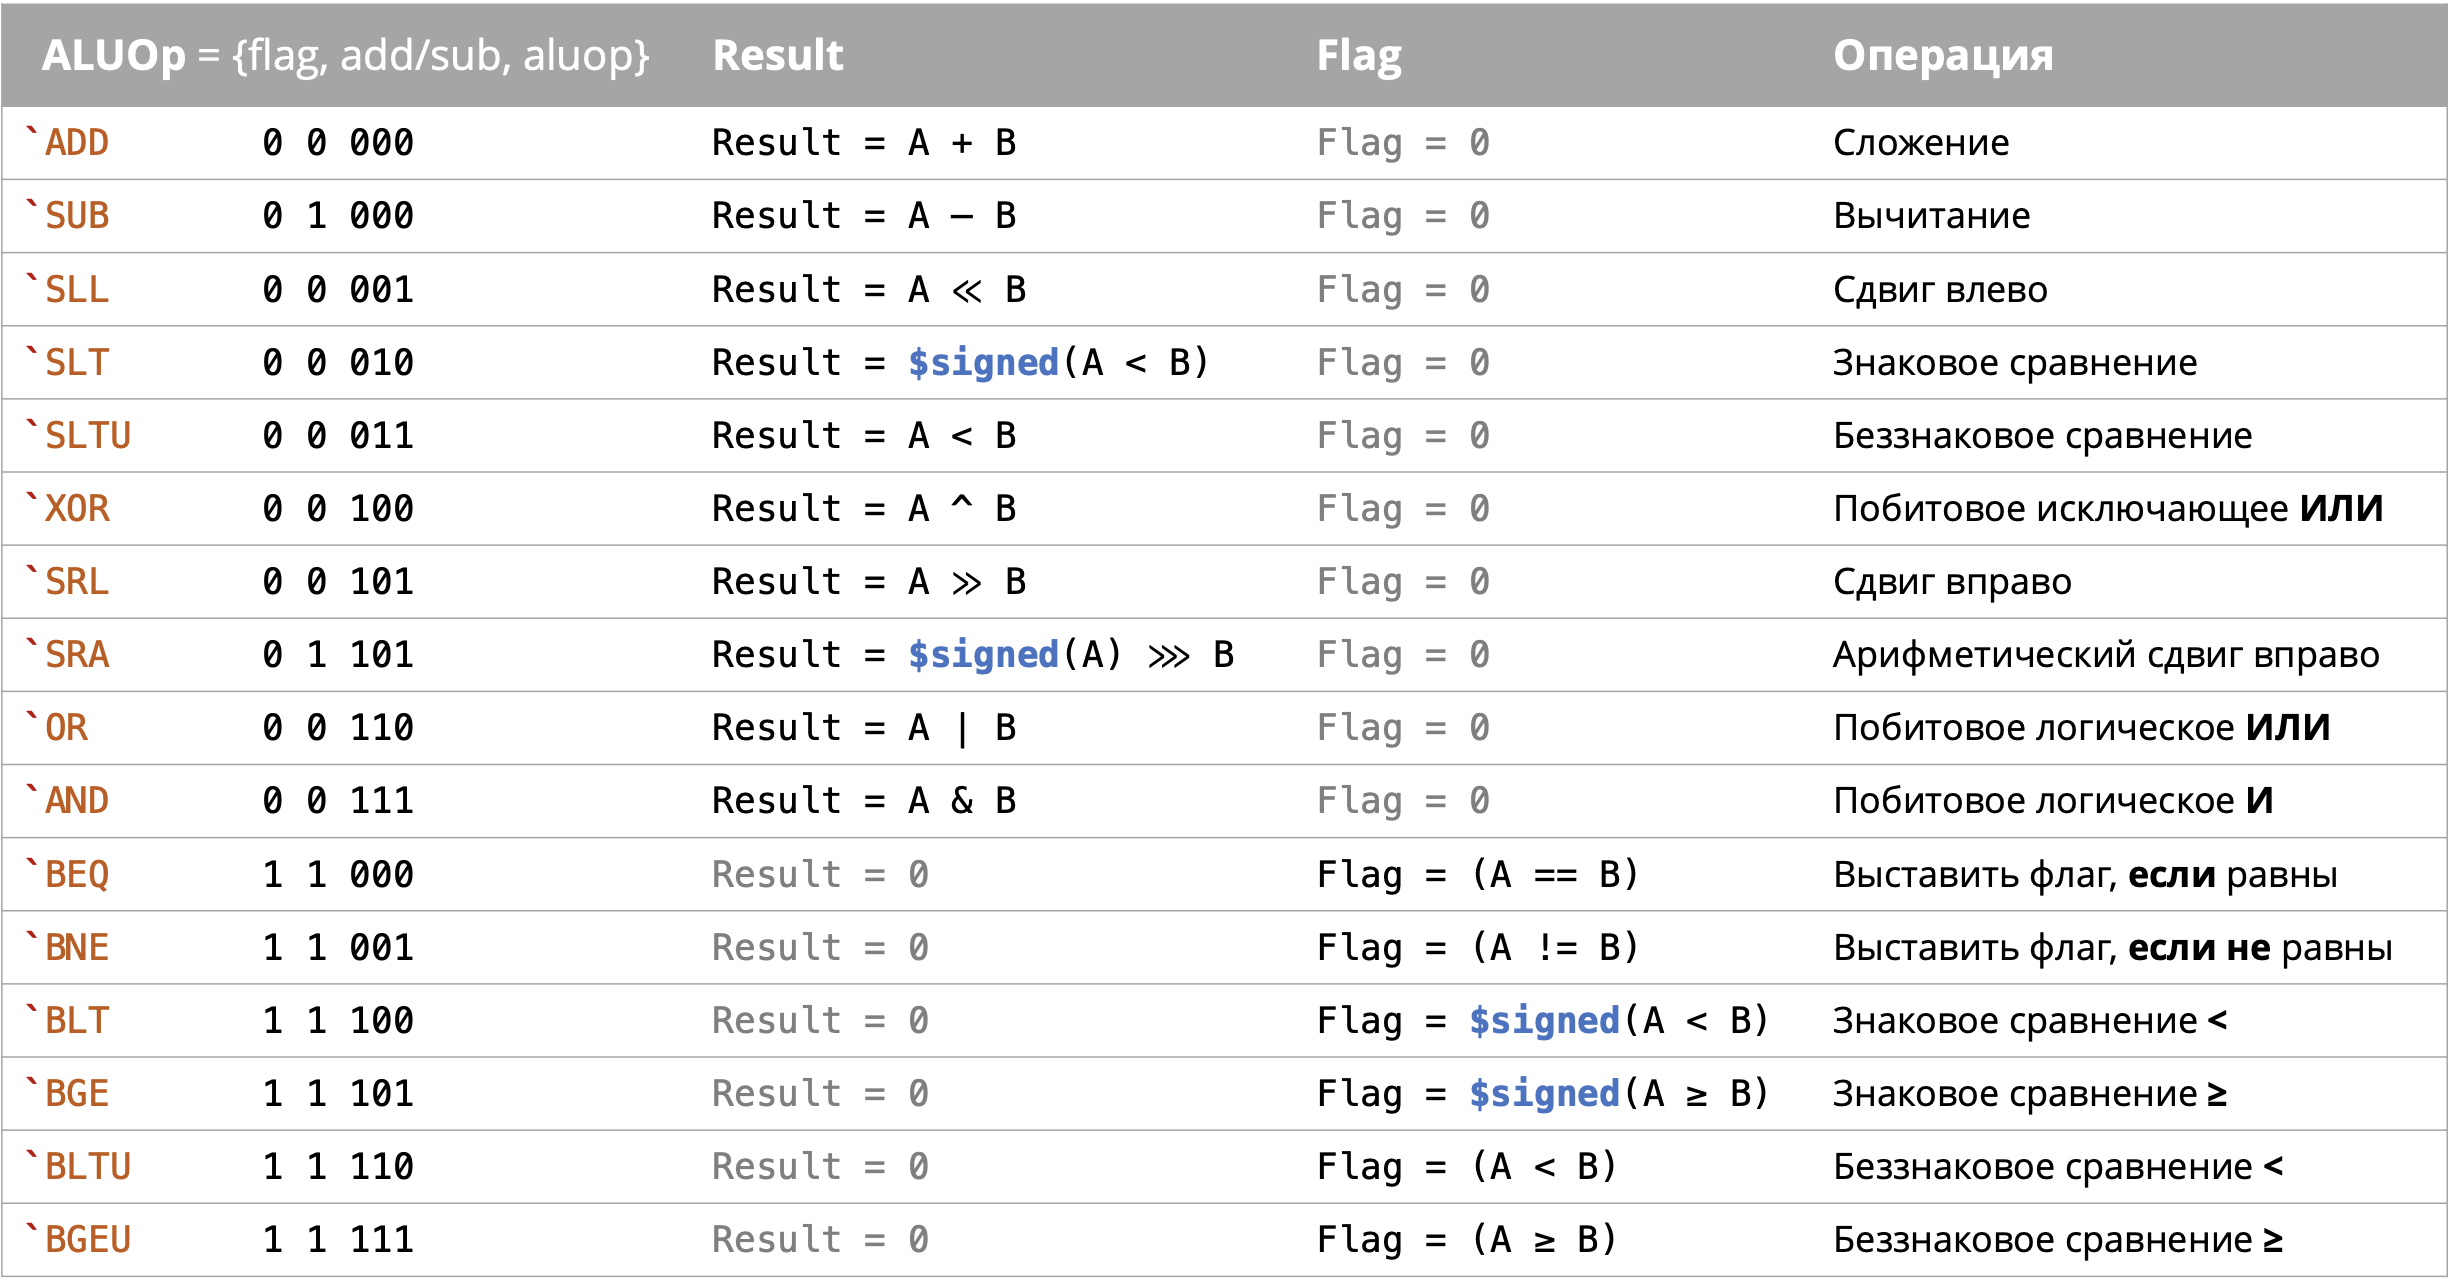 ALUOp = {flag, add/sub, aluop} Result Flag Операция
`ADD 0 0 000 Result = A + B Flag = 0 Сложение
`SUB 0 1 000 Result = A – B Flag = 0 Вычитание
`SLL 0 0 001 Result = A << B Flag = 0 Сдвиг влево
`SLT 0 0 010 Result = $signed(A < B) Flag = 0 Знаковое сравнение
`SLTU 0 0 011 Result = A < B Flag = 0 Беззнаковое сравнение
`XOR 0 0 100 Result = A ^ B Flag = 0 Побитовое исключающее ИЛИ
`SRL 0 0 101 Result = A >> B Flag = 0 Сдвиг вправо
`SRA 0 1 101 Result = $signed(A) >>> B Flag = 0 Арифметический сдвиг вправо
`OR 0 0 110 Result = A | B Flag = 0 Побитовое логическое ИЛИ
`AND 0 0 111 Result = A & B Flag = 0 Побитовое логическое И
`BEQ 1 1 000 Result = 0 Flag = (A == B) Выставить флаг, если равны
`BNE 1 1 001 Result = 0 Flag = (A != B) Выставить флаг, если не равны
`BLT 1 1 100 Result = 0 Flag = $signed(A < B) Знаковое сравнение <
`BGE 1 1 101 Result = 0 Flag = $signed(A ≥ B) Знаковое сравнение ≥
`BLTU 1 1 110 Result = 0 Flag = (A < B) Беззнаковое сравнение <
`BGEU 1 1 111 Result = 0 Flag = (A ≥ B) Беззнаковое сравнение ≥